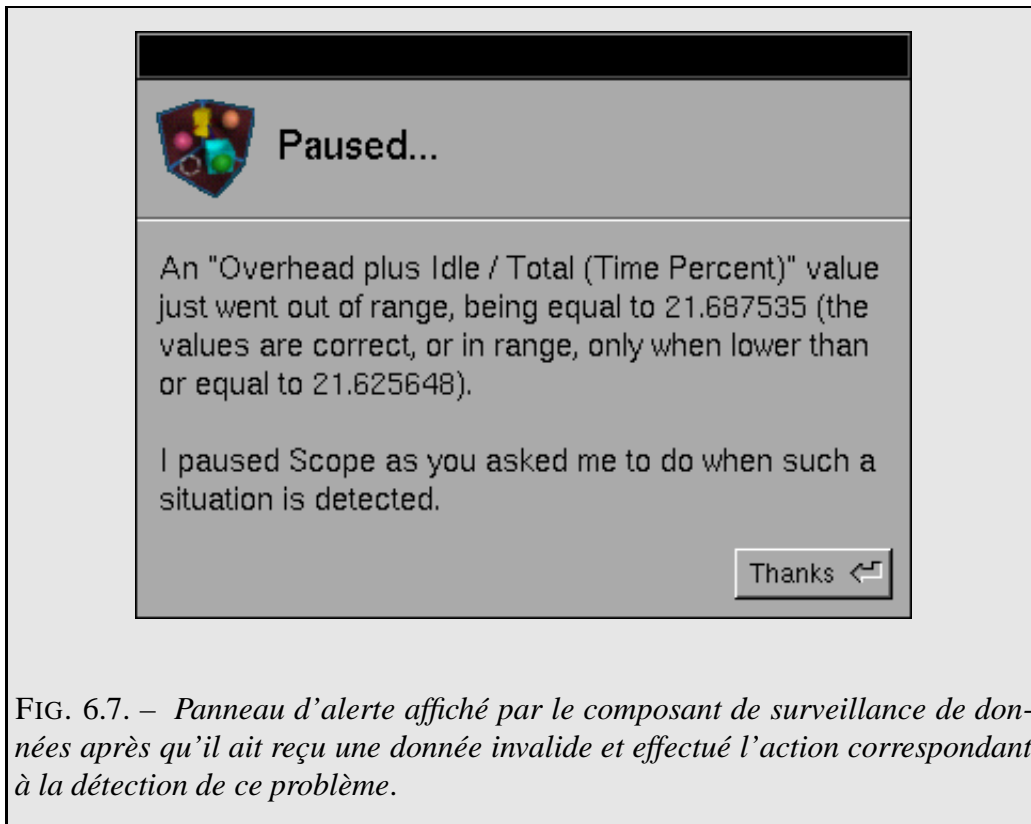 Paused...
An "Overhead plus Idle / Total (Time Percent)" value
just went out of range, being equal to 21.687535 (the
values are correct, or in range, only when lower than
or equal to 21.625648).
I paused Scope as you asked me to do when such a
situation is detected.
Thanks
FIG. 6.7. – Panneau d'alerte affiché par le composant de surveillance de don-
nées après qu'il ait reçu une donnée invalide et effectué l'action correspondant
à la détection de ce problème.